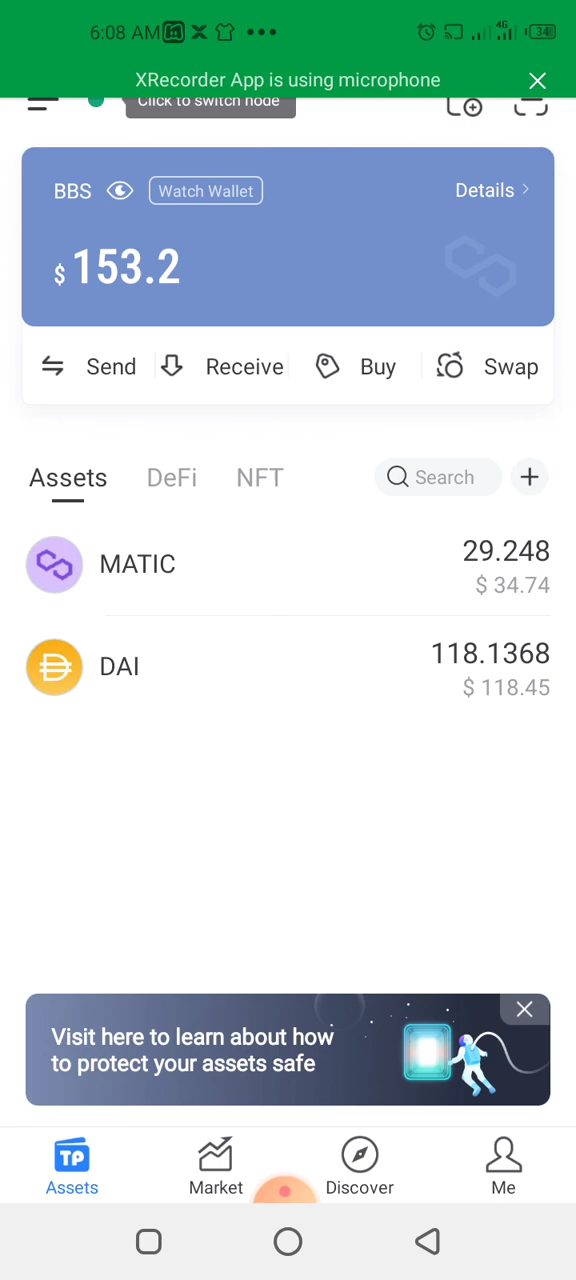 6:08 AM
4G
34
XRecorder App is using microphone
Click to switch node
BBS
Watch Wallet
Details
$ 153.2
Send
Receive
Buy
Swap
Assets
DeFi
NFT
Search
MATIC
29.248
$ 34.74
DAI
118.1368
$ 118.45
Visit here to learn about how
to protect your assets safe
TP
Assets
Market
Discover
Me